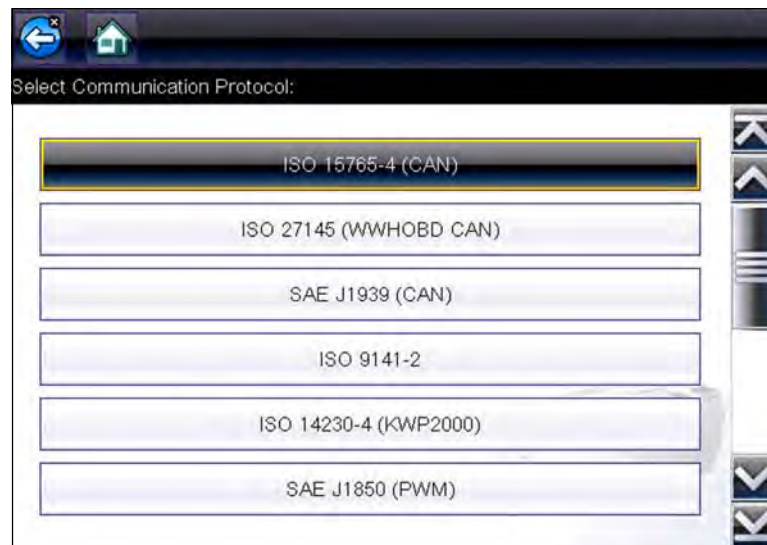 Select Communication Protocol:
ISO 15765-4 (CAN)
ISO 27145 (WWHOBD CAN)
SAE J1939 (CAN)
ISO 9141-2
ISO 14230-4 (KWP2000)
SAE J1850 (PWM)